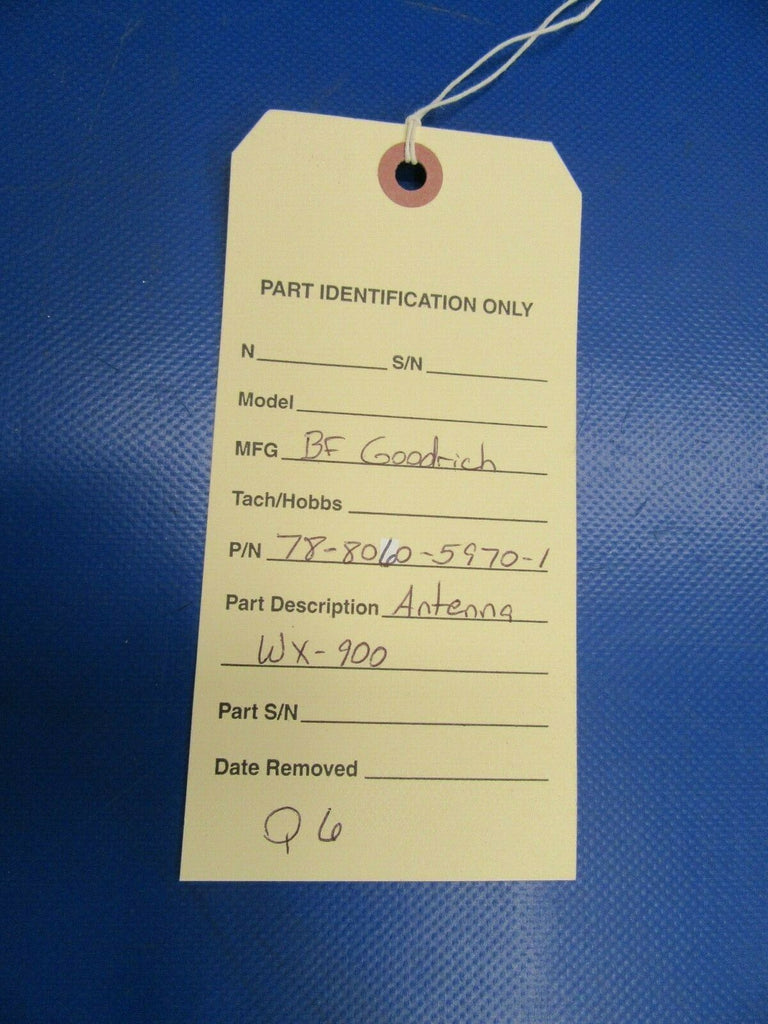 PART IDENTIFICATION ONLY
N S/N
Model
MFG BF Goodrich
Tach/Hobbs
P/N 78-8060-5970-1
Part Description Antenna
WX-900
Part S/N
Date Removed
Q6